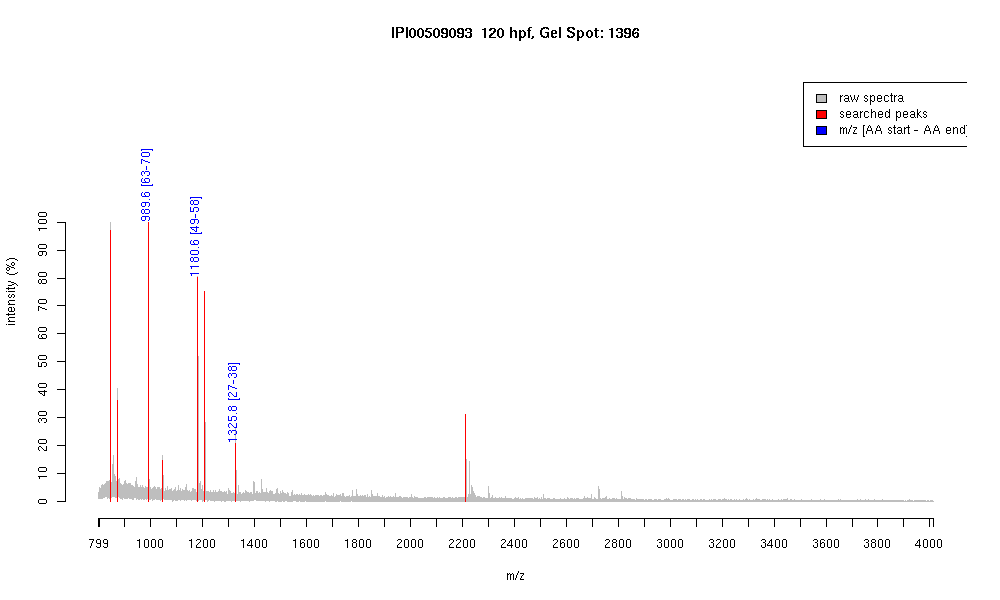 IPI00509093  120 hpf, Gel Spot: 1396
raw spectra
searched peaks
m/z [AA start - AA end]
989.6 [63-70]
1180.6 [49-58]
1325.8 [27-38]
intensity (%)
100
90
80
70
60
50
40
30
20
10
0
799 1000 1200 1400 1600 1800 2000 2200 2400 2600 2800 3000 3200 3400 3600 3800 4000
m/z